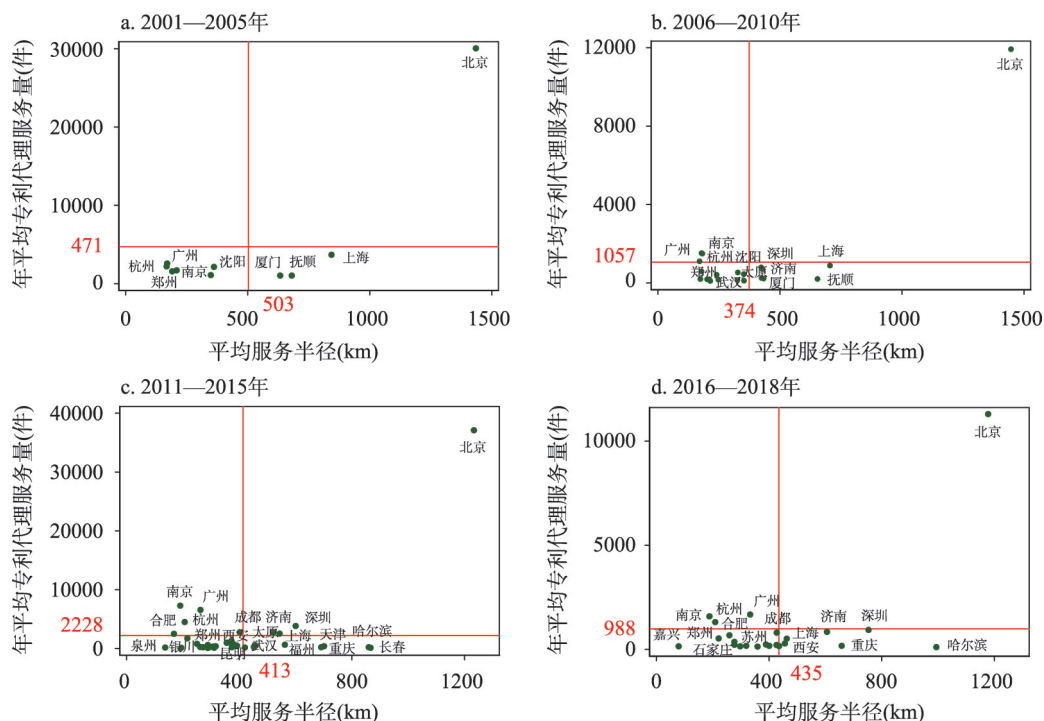 a. 2001—2005年
年平均专利代理服务量(件)
30000
20000
10000
0
471
北京
广州
杭州
郑州
南京
沈阳
厦门
抚顺
上海
503
0
500
1000
1500
平均服务半径(km)
b. 2006—2010年
年平均专利代理服务量(件)
12000
8000
4000
0
1057
北京
南京
广州
杭州
沈阳
深圳
上海
郑州
武汉
太原
济南
厦门
抚顺
374
0
500
1000
1500
平均服务半径(km)
c. 2011—2015年
年平均专利代理服务量(件)
40000
30000
20000
10000
0
2228
北京
南京
广州
合肥
杭州
成都
济南
深圳
郑州
西安
太原
上海
天津
哈尔滨
泉州
银川
昆明
武汉
福州
重庆
长春
413
0
400
800
1200
平均服务半径(km)
d. 2016—2018年
年平均专利代理服务量(件)
10000
5000
0
988
北京
南京
杭州
广州
合肥
成都
济南
深圳
嘉兴
郑州
苏州
上海
石家庄
西安
重庆
哈尔滨
435
0
400
800
1200
平均服务半径(km)